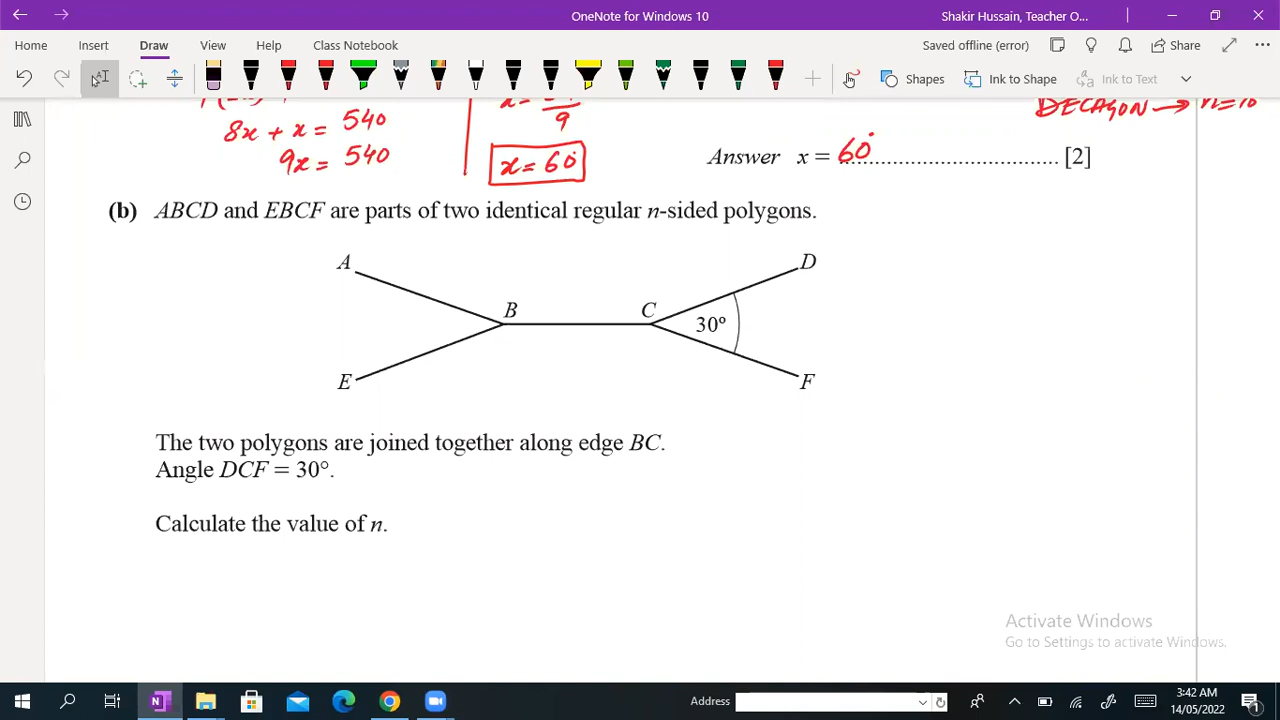 OneNote for Windows 10
Shakir Hussain, Teacher O...
Home Insert Draw View Help Class Notebook
Saved offline (error) Share
Shapes Ink to Shape Ink to Text
DECAGON → n=10
8x + x = 540
9x = 540
9
x = 60°
Answer x = 60° [2]
(b) ABCD and EBCF are parts of two identical regular n-sided polygons.
A
D
B
C
30°
E
F
The two polygons are joined together along edge BC.
Angle DCF = 30°.
Calculate the value of n.
Activate Windows
Go to Settings to activate Windows.
Address
3:42 AM
14/05/2022